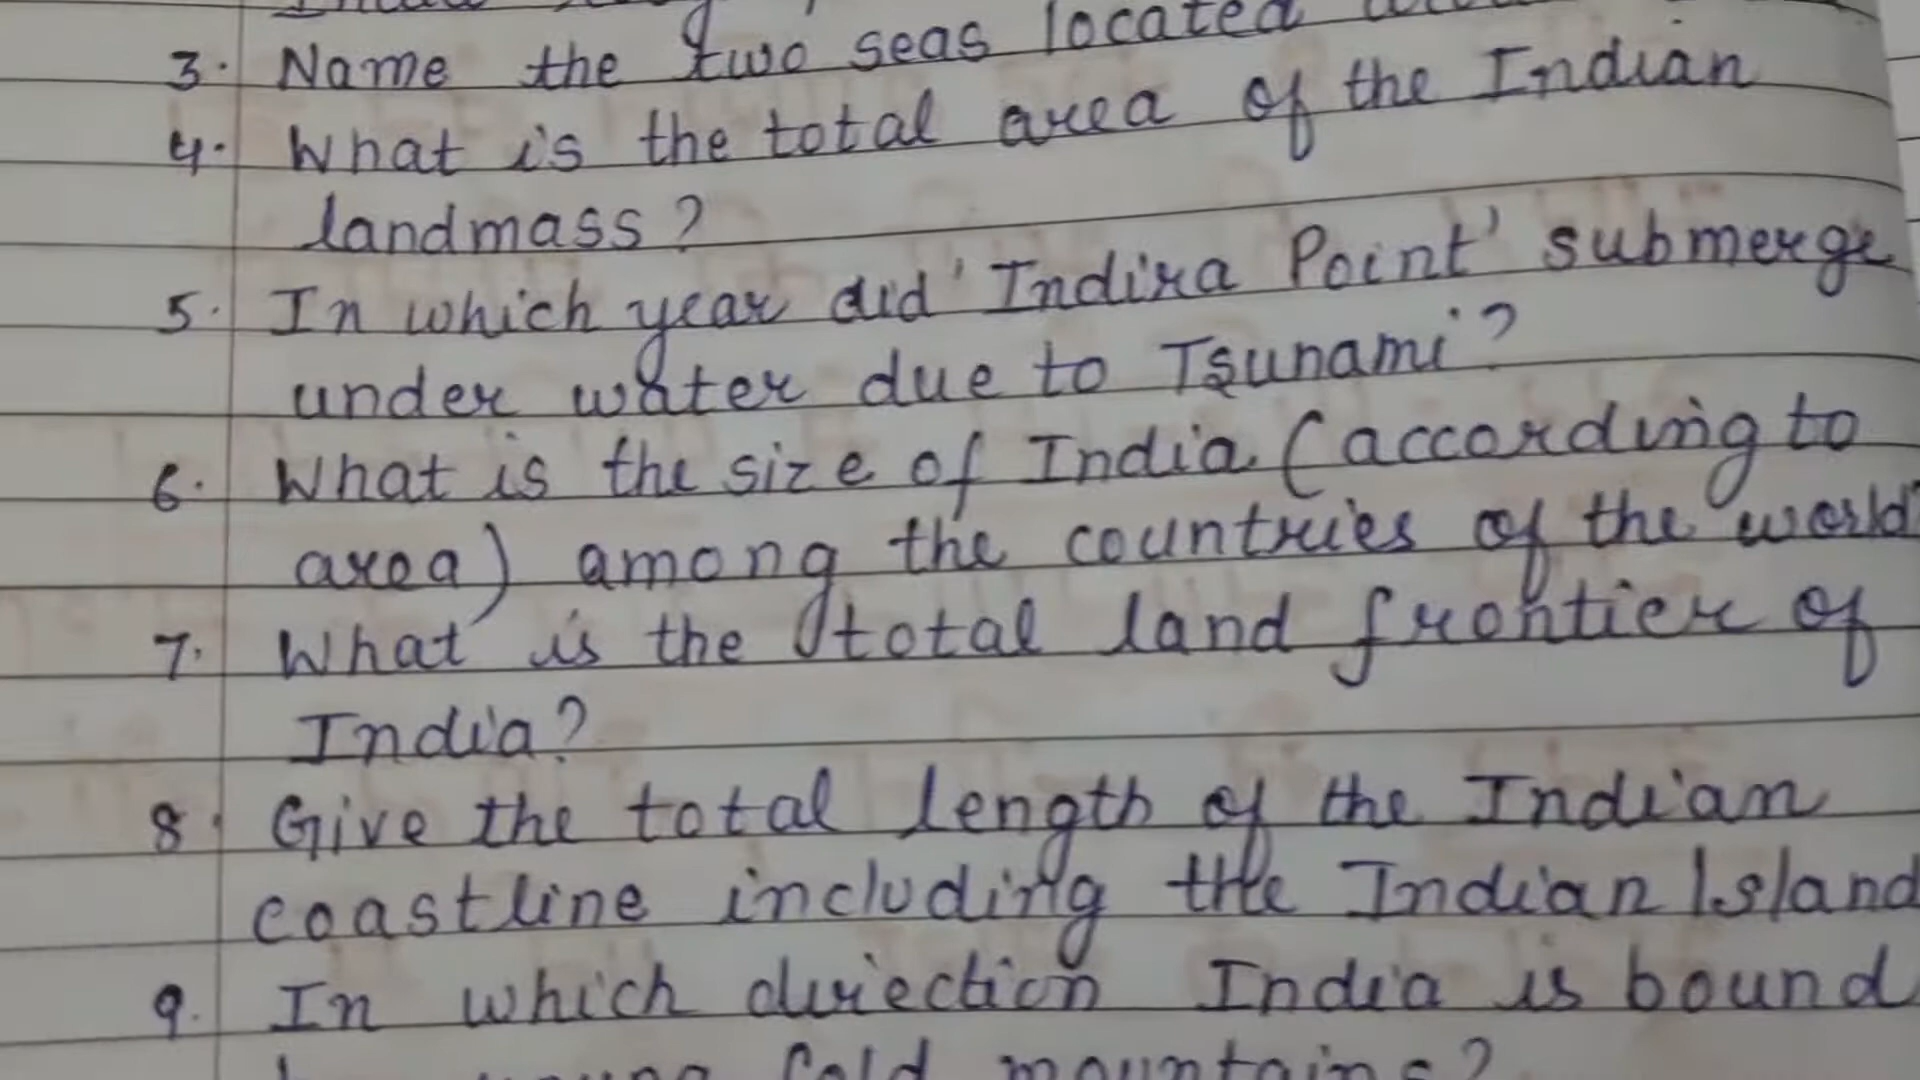 3. Name the two seas located
4. What is the total area of the Indian
landmass?
5. In which year did 'Indira Point' submerge
under water due to Tsunami?
6. What is the size of India (according to
area) among the countries of the world?
7. What is the total land frontier of
India?
8. Give the total length of the Indian
coastline including the Indian Island
9. In which direction India is bound
fold mountains?